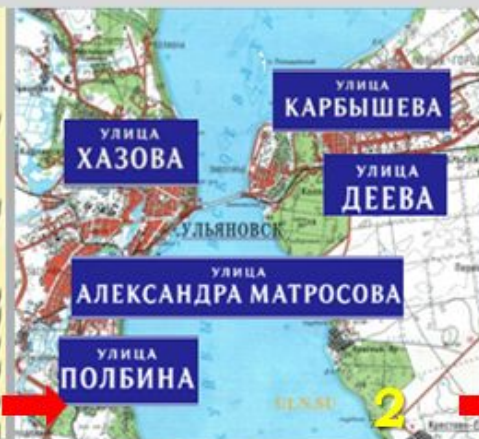 УЛИЦА
КАРБЫШЕВА
УЛИЦА
ХАЗОВА
УЛИЦА
ДЕЕВА
УЛЬЯНОВСК
УЛИЦА
АЛЕКСАНДРА МАТРОСОВА
УЛИЦА
ПОЛБИНА
2